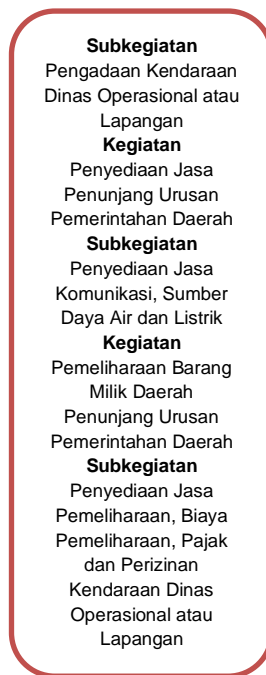 Subkegiatan
Pengadaan Kendaraan
Dinas Operasional atau
Lapangan
Kegiatan
Penyediaan Jasa
Penunjang Urusan
Pemerintahan Daerah
Subkegiatan
Penyediaan Jasa
Komunikasi, Sumber
Daya Air dan Listrik
Kegiatan
Pemeliharaan Barang
Milik Daerah
Penunjang Urusan
Pemerintahan Daerah
Subkegiatan
Penyediaan Jasa
Pemeliharaan, Biaya
Pemeliharaan, Pajak
dan Perizinan
Kendaraan Dinas
Operasional atau
Lapangan